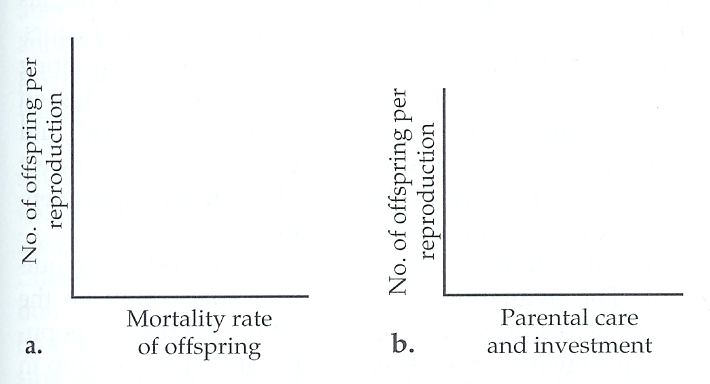 No. of offspring per
reproduction
Mortality rate
of offspring
a.
No. of offspring per
reproduction
Parental care
and investment
b.